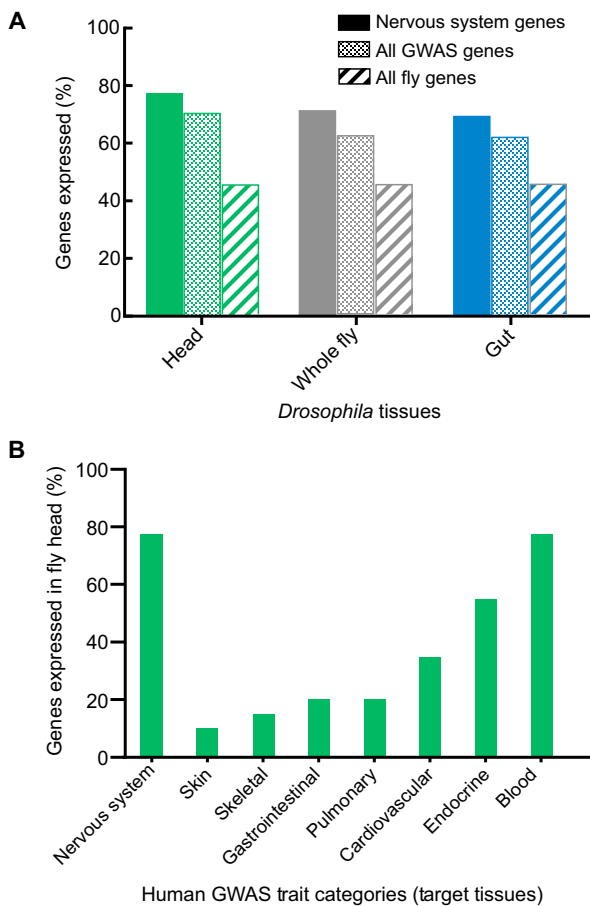 A
100
80
60
40
20
0
Genes expressed (%)
Nervous system genes
All GWAS genes
All fly genes
Head
Whole fly
Gut
Drosophila tissues
B
100
80
60
40
20
0
Genes expressed in fly head (%)
Nervous system
Skin
Skeletal
Gastrointestinal
Pulmonary
Cardiovascular
Endocrine
Blood
Human GWAS trait categories (target tissues)